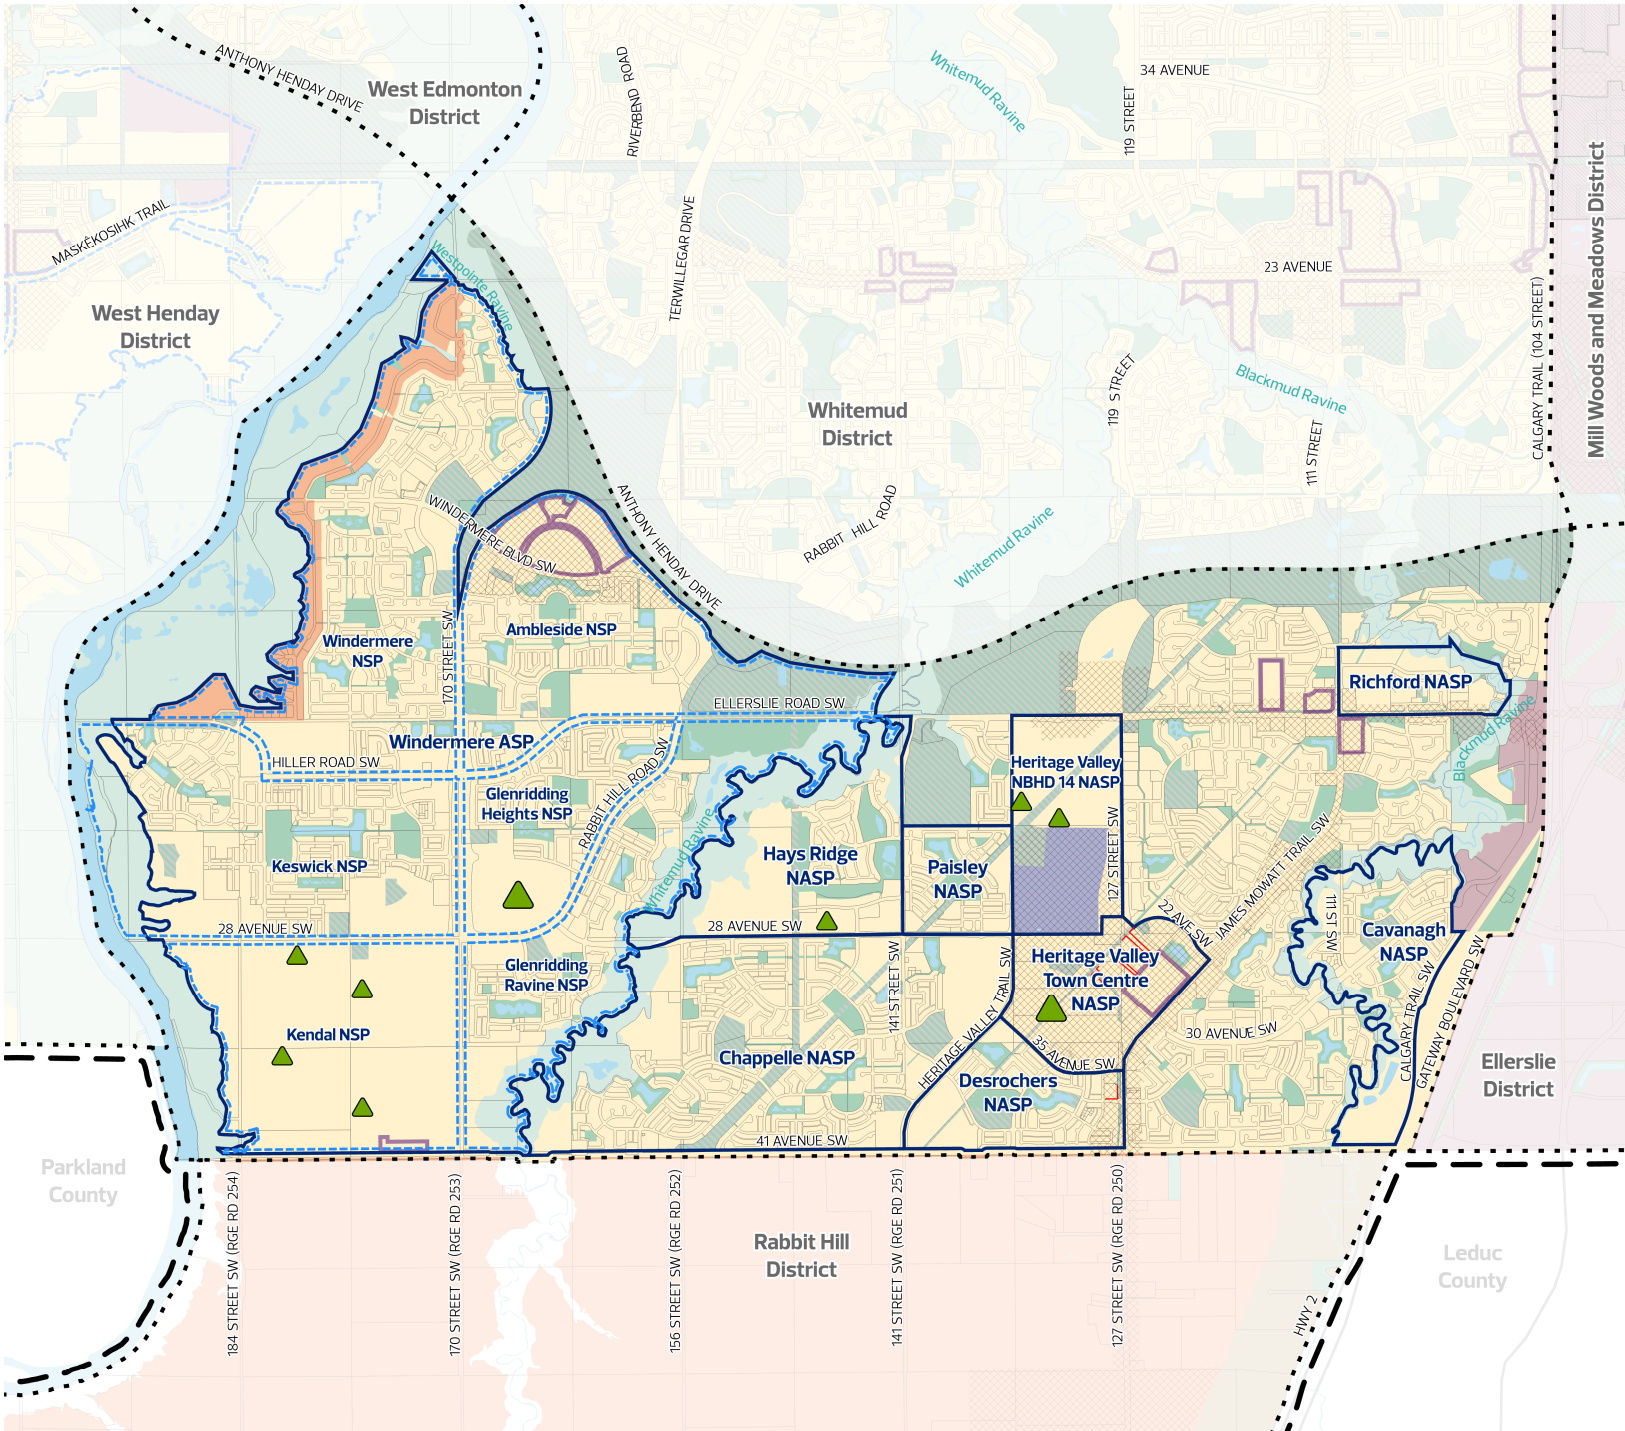 ANTHONY HENDAY DRIVE
West Edmonton
District
RIVERBEND ROAD
Whitemud Ravine
34 AVENUE
119 STREET
MASKÊKOSIHK TRAIL
TERWILLEGAR DRIVE
Mill Woods and Meadows District
23 AVENUE
CALGARY TRAIL (104 STREET)
Westpointe Ravine
West Henday
District
119 STREET
Blackmud Ravine
Whitemud
District
111 STREET
WINDERMERE BLVD SW
ANTHONY HENDAY DRIVE
RABBIT HILL ROAD
Whitemud Ravine
Windermere
NSP
170 STREET SW
Ambleside NSP
ELLERSLIE ROAD SW
Richford NASP
Blackmud Ravine
Windermere ASP
HILLER ROAD SW
RABBIT HILL ROAD SW
Glenridding
Heights NSP
Heritage Valley
NBHD 14 NASP
127 STREET SW
JAMES MOWATT TRAIL SW
Keswick NSP
Whitemud Ravine
Hays Ridge
NASP
Paisley
NASP
28 AVENUE SW
28 AVENUE SW
22 AVE SW
111 ST SW
Cavanagh
NASP
Glenridding
Ravine NSP
141 STREET SW
HERITAGE VALLEY TRAIL SW
Heritage Valley
Town Centre
NASP
Kendal NSP
Chappelle NASP
35 AVENUE SW
30 AVENUE SW
CALGARY TRAIL SW
GATEWAY BOULEVARD SW
Desrochers
NASP
Ellerslie
District
41 AVENUE SW
Parkland
County
184 STREET SW (RGE RD 254)
170 STREET SW (RGE RD 253)
156 STREET SW (RGE RD 252)
141 STREET SW (RGE RD 251)
127 STREET SW (RGE RD 250)
Rabbit Hill
District
HWY 2
Leduc
County